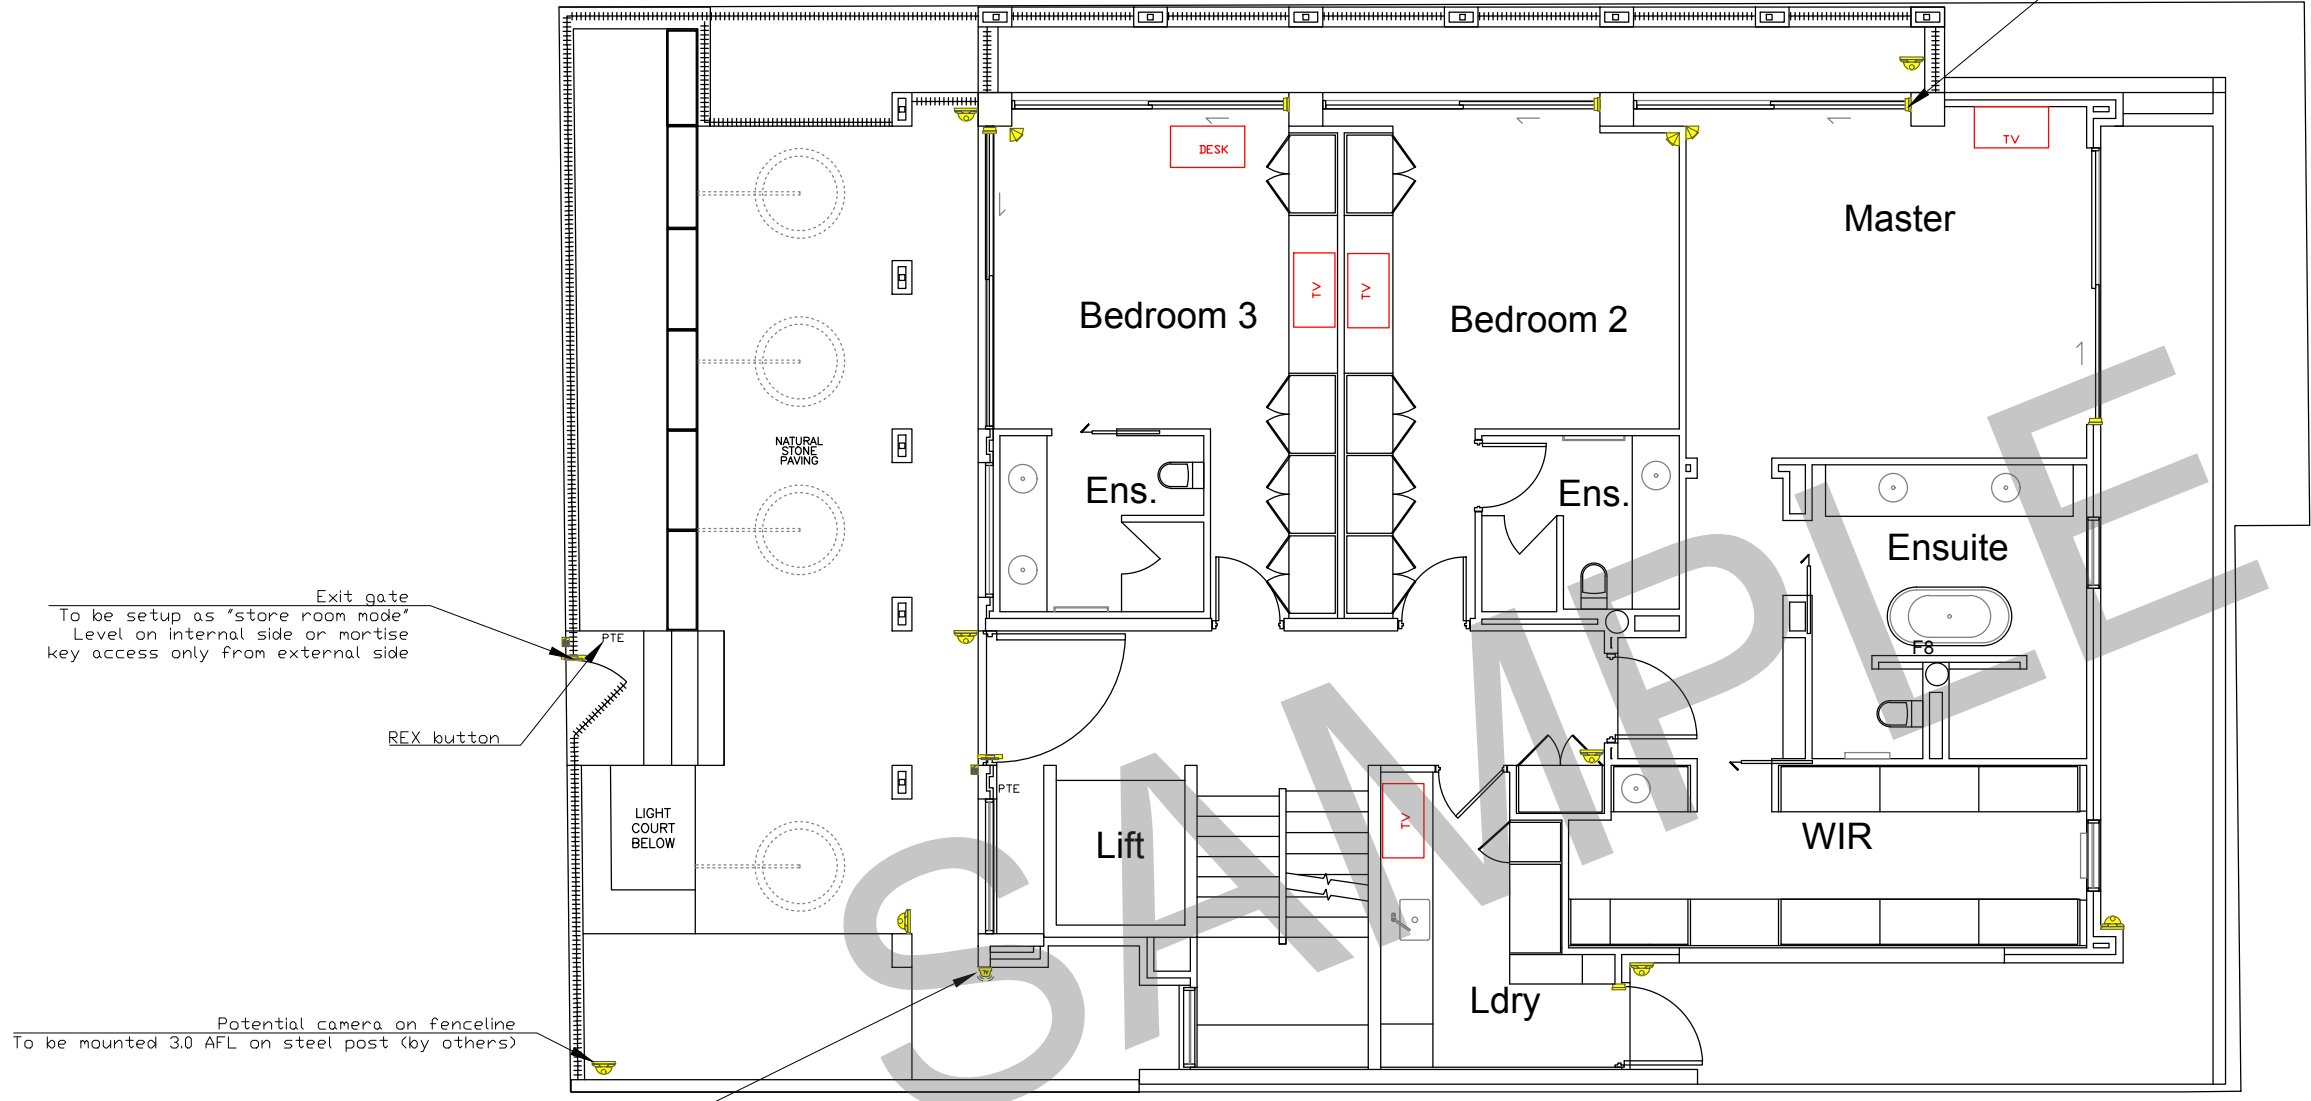 DESK
TV
Master
TV
TV
Bedroom 3
Bedroom 2
NATURAL
STONE
PAVING
Ens.
Ens.
Ensuite
Exit gate
To be setup as "store room mode"
Level on internal side or mortise
key access only from external side
PTE
F8
REX button
PTE
LIGHT
COURT
BELOW
Lift
TV
WIR
Ldry
Potential camera on fenceline
To be mounted 3.0 AFL on steel post (by others)
SAMPLE